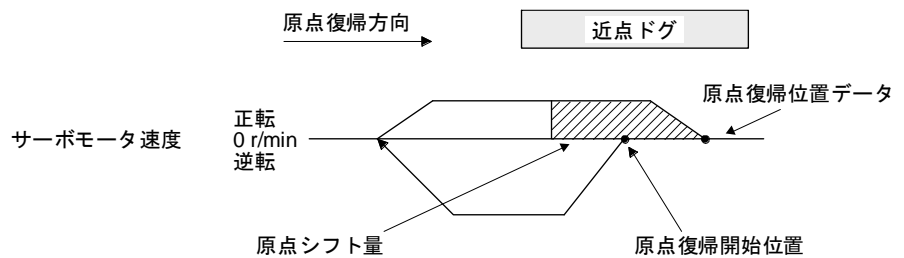 原点復帰方向
近点ドグ
原点復帰位置データ
正転
サーボモータ速度
0 r/min
逆転
原点シフト量
原点復帰開始位置